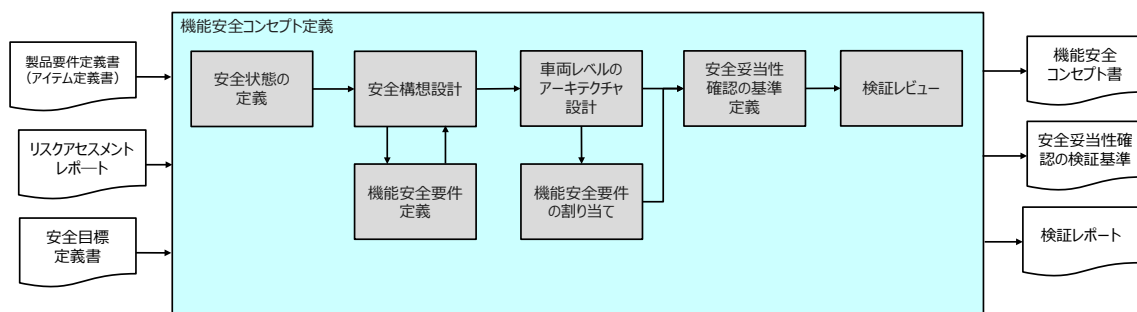 機能安全コンセプト定義
製品要件定義書
（アイテム定義書）
リスクアセスメント
レポート
安全目標
定義書
安全状態の
定義
安全構想設計
車両レベルの
アーキテクチャ
設計
安全妥当性
確認の基準
定義
検証レビュー
機能安全要件
定義
機能安全要件
の割り当て
機能安全
コンセプト書
安全妥当性確
認の検証基準
検証レポート